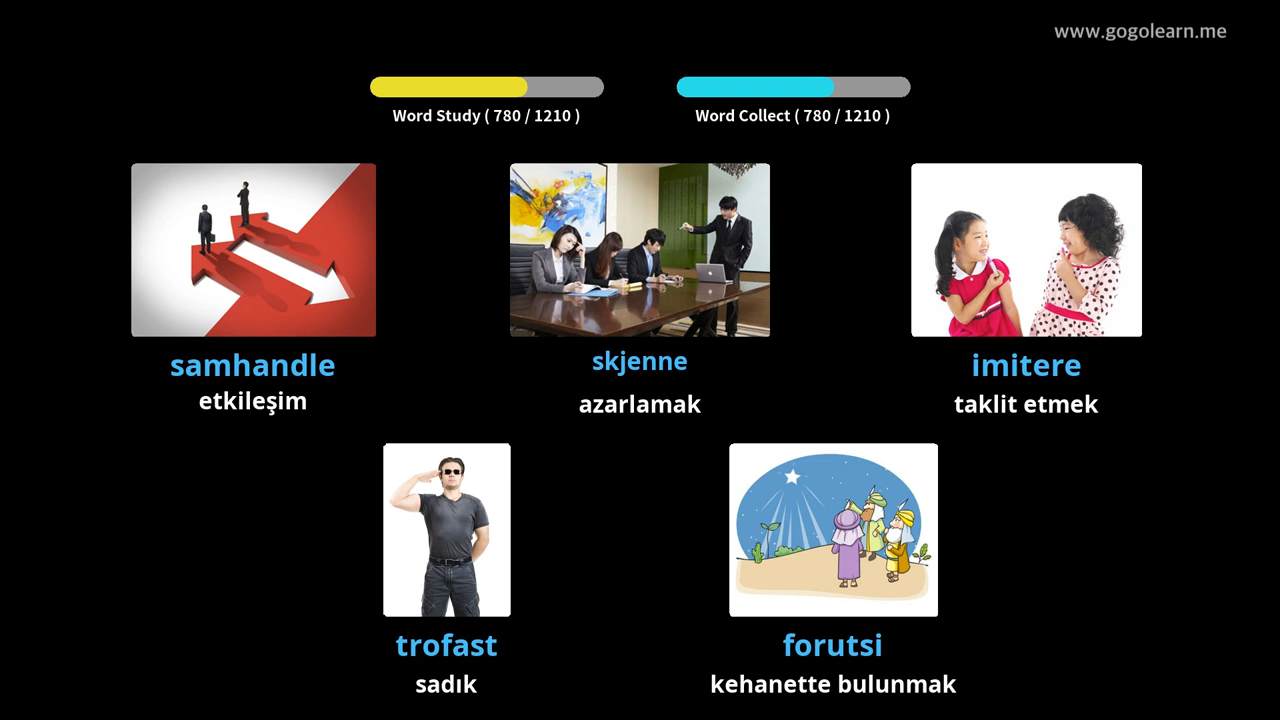 www.gogolearn.me
Word Study ( 780 / 1210 )
Word Collect ( 780 / 1210 )
samhandle
etkileşim
skjenne
azarlamak
imitere
taklit etmek
trofast
sadık
forutsi
kehanette bulunmak